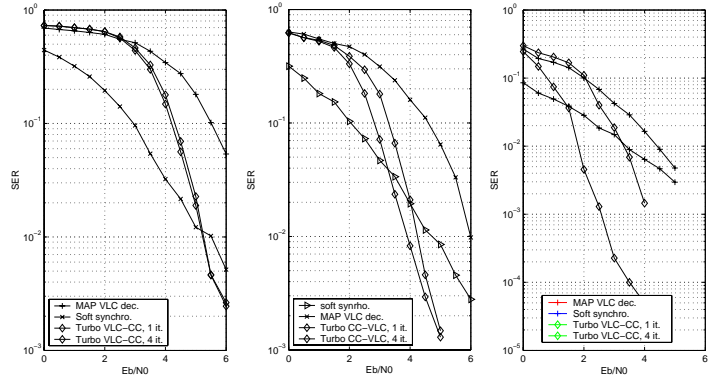 10^0
10^-1
10^-2
10^-3
SER
0 1 2 3 4 5 6
Eb/N0
MAP VLC dec.
Soft synchro.
Turbo VLC−CC, 1 it.
Turbo VLC−CC, 4 it.
10^0
10^-1
10^-2
10^-3
SER
0 2 4 6
Eb/N0
soft synrho.
MAP VLC dec.
Turbo CC−VLC, 1 it.
Turbo CC−VLC, 4 it.
10^0
10^-1
10^-2
10^-3
10^-4
10^-5
SER
0 2 4 6
Eb/N0
MAP VLC dec.
Soft synchro.
Turbo VLC−CC, 1 it.
Turbo VLC−CC, 4 it.